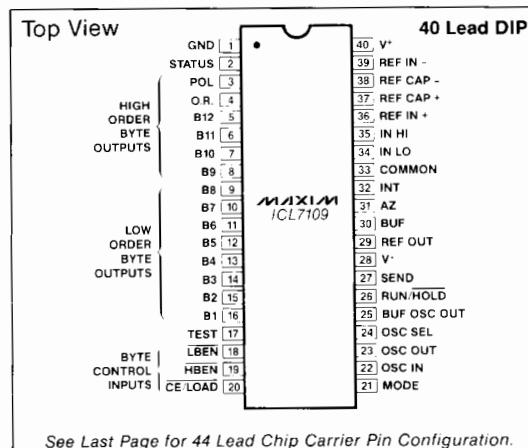 Top View
40 Lead DIP
GND 1
STATUS 2
POL 3
O.R. 4
B12 5
B11 6
B10 7
B9 8
B8 9
B7 10
B6 11
B5 12
B4 13
B3 14
B2 15
B1 16
TEST 17
LBEN 18
HBEN 19
CE/LOAD 20
HIGH
ORDER
BYTE
OUTPUTS
LOW
ORDER
BYTE
OUTPUTS
BYTE
CONTROL
INPUTS
MAXIM
ICL7109
40 V+
39 REF IN -
38 REF CAP -
37 REF CAP +
36 REF IN +
35 IN HI
34 IN LO
33 COMMON
32 INT
31 AZ
30 BUF
29 REF OUT
28 V-
27 SEND
26 RUN/HOLD
25 BUF OSC OUT
24 OSC SEL
23 OSC OUT
22 OSC IN
21 MODE
See Last Page for 44 Lead Chip Carrier Pin Configuration.